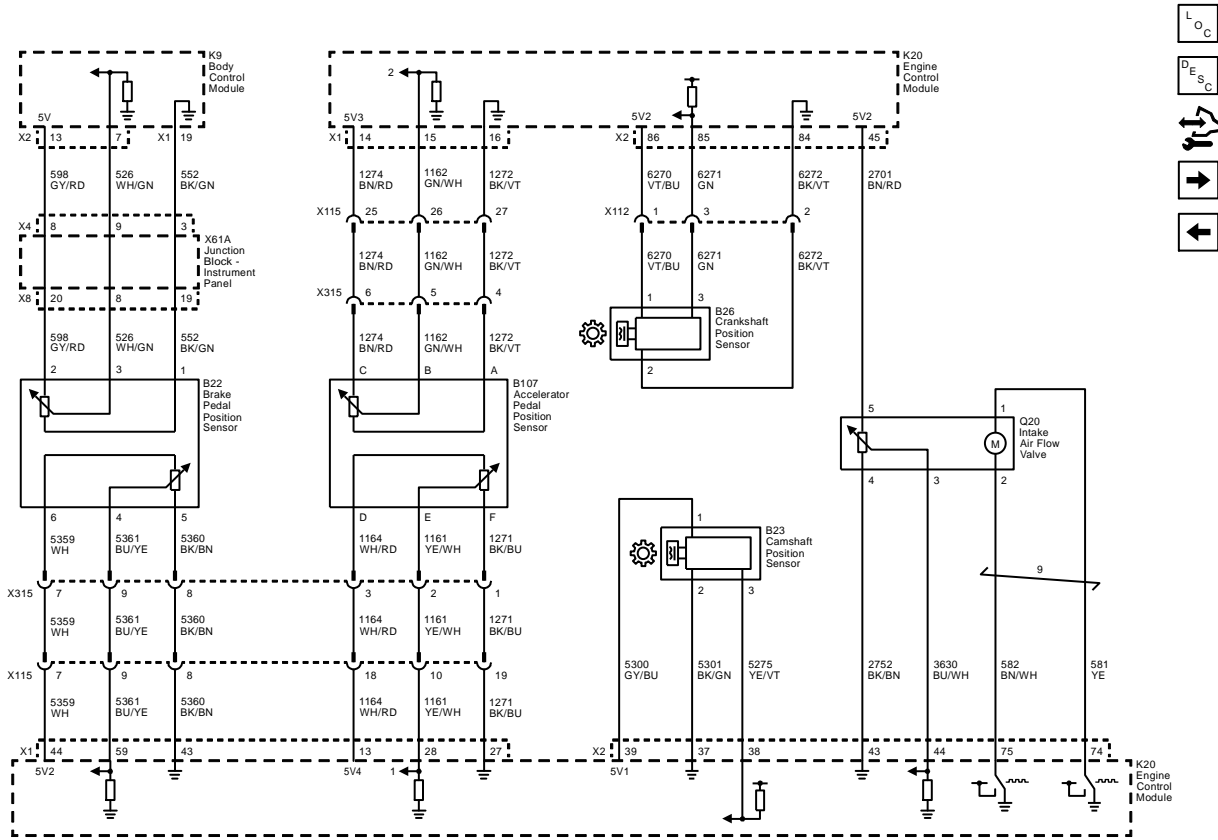 K9
Body
Control
Module
2
K20
Engine
Control
Module
L
O
C
D
E
S
C
5V
5V3
5V2
5V2
X2 13 7 X1 19
X1 14 15 16
X2 86 85 84 45
598
GY/RD
526
WH/GN
552
BK/GN
1274
BN/RD
1162
GN/WH
1272
BK/VT
6270
VT/BU
6271
GN
6272
BK/VT
2701
BN/RD
X115 25 26 27
X112 1 3 2
X4 8 9 3
X61A
Junction
Block -
Instrument
Panel
1274
BN/RD
1162
GN/WH
1272
BK/VT
6270
VT/BU
6271
GN
6272
BK/VT
X8 20 8 19
X315 6 5 4
1 3
B26
Crankshaft
Position
Sensor
2
598
GY/RD
526
WH/GN
552
BK/GN
1274
BN/RD
1162
GN/WH
1272
BK/VT
2 3 1
C B A
B22
Brake
Pedal
Position
Sensor
B107
Accelerator
Pedal
Position
Sensor
5 1
Q20
Intake
Air Flow
Valve
M
4 3 2
6 4 5
D E F
1
B23
Camshaft
Position
Sensor
2 3
5359
WH
5361
BU/YE
5360
BK/BN
1164
WH/RD
1161
YE/WH
1271
BK/BU
9
X315 7 9 8 3 2 1
5359
WH
5361
BU/YE
5360
BK/BN
1164
WH/RD
1161
YE/WH
1271
BK/BU
X115 7 9 8 18 10 19
5359
WH
5361
BU/YE
5360
BK/BN
1164
WH/RD
1161
YE/WH
1271
BK/BU
5300
GY/BU
5301
BK/GN
5275
YE/VT
2752
BK/BN
3630
BU/WH
582
BN/WH
581
YE
X1 44 59 43 13 28 27
X2 39 37 38 43 44 75 74
5V2
5V4
1
5V1
K20
Engine
Control
Module